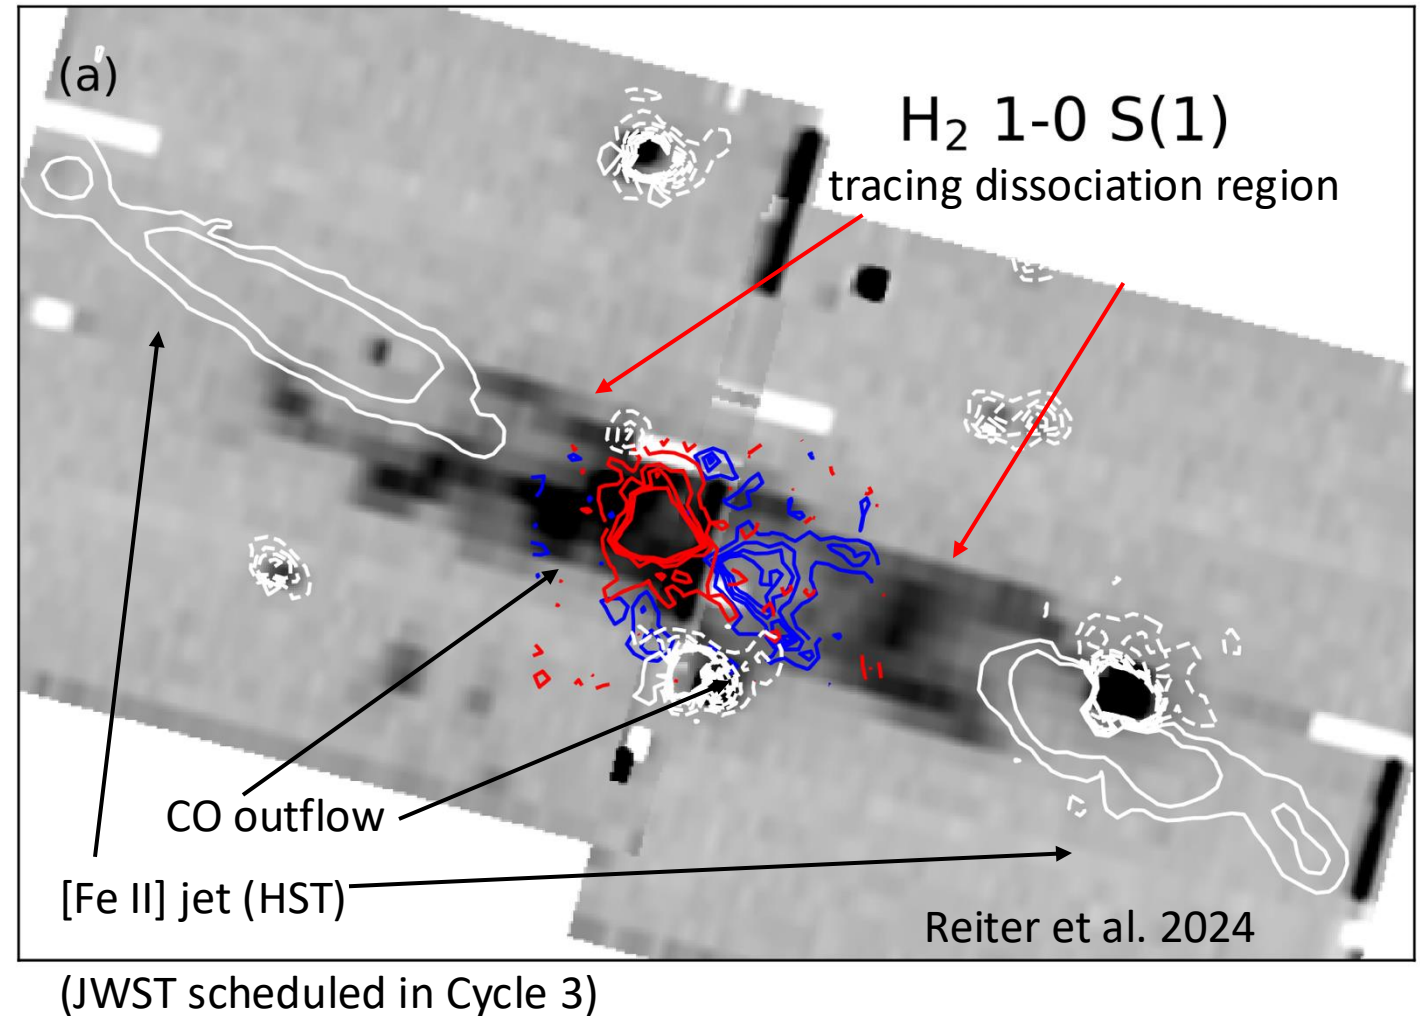 (a)
H₂ 1-0 S(1)
tracing dissociation region
CO outflow
[Fe II] jet (HST)
Reiter et al. 2024
(JWST scheduled in Cycle 3)